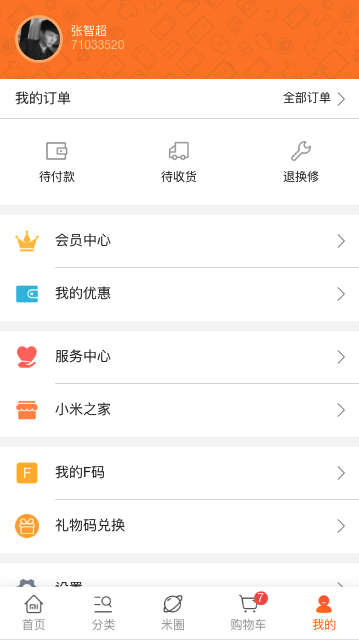 张智超
71033520
我的订单
全部订单
待付款
待收货
退换修
会员中心
我的优惠
服务中心
小米之家
F
我的F码
礼物码兑换
设置
7
首页
分类
米圈
购物车
我的